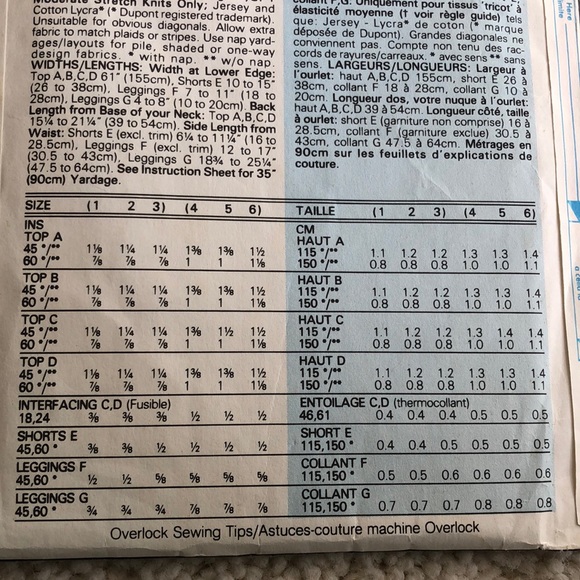 Moderate Stretch Knits Only; Jersey and
Cotton Lycra* (* Dupont registered trademark).
Unsuitable for obvious diagonals. Allow extra
fabric to match plaids or stripes. Use nap yard-
ages/layouts for pile, shaded or one-way
design fabrics. * with nap. ** w/o nap.
WIDTHS/LENGTHS: Width at Lower Edge:
Top A,B,C,D 61" (155cm), Shorts E 10 to 15"
(26 to 38cm), Leggings F 7 to 11" (18 to
28cm), Leggings G 4 to 8" (10 to 20cm). Back
Length from Base of your Neck: Top A,B,C,D
15¼ to 21¼" (39 to 54cm). Side Length from
Waist: Shorts E (excl. trim) 6¼ to 11¼" (16 to
28.5cm), Leggings F (excl. trim) 12 to 17"
(30.5 to 43cm), Leggings G 18¾ to 25¼"
(47.5 to 64cm). See Instruction Sheet for 35"
(90cm) Yardage.
collant F,G. Uniquement pour tissus 'tricot' à
élasticité moyenne († voir règle guide) tels
que: Jersey - Lycra* de coton (* marque
déposée de Dupont). Grandes diagonales ne
conviennent pas. Compte non tenu des rac-
cords de rayures/carreaux. * avec sens ** sans
sens. LARGEURS/LONGUEURS: Largeur à
l'ourlet: haut A,B,C,D 155cm, short E 26 à
38cm, collant F 18 à 28cm, collant G 10 à
20cm. Longueur dos, votre nuque à l'ourlet:
haut A,B,C,D 39 à 54cm. Longueur côté, taille
à ourlet: short E (garniture non comprise) 16 à
28.5cm, collant F (garniture exclue) 30.5 à
43cm, collant G 47.5 à 64cm. Métrages en
90cm sur les feuillets d'explications de
couture.
SIZE (1 2 3) (4 5 6)
INS
TOP A
45 */** 1⅛ 1¼ 1¼ 1⅜ 1⅜ 1½
60 */** ⅞ ⅞ ⅞ 1 1 1⅛
TOP B
45 */** 1⅛ 1¼ 1¼ 1⅜ 1⅜ 1½
60 */** ⅞ ⅞ ⅞ 1 1 1⅛
TOP C
45 */** 1⅛ 1¼ 1¼ 1⅜ 1½ 1½
60 */** ⅞ ⅞ ⅞ 1 1 1⅛
TOP D
45 */** 1⅛ 1¼ 1¼ 1⅜ 1⅜ 1½
60 */** ⅞ ⅞ ⅞ 1 1 1⅛
INTERFACING C,D (Fusible)
18,24 ⅜ ⅜ ⅜ ½ ½ ½
SHORTS E
45,60 * ⅜ ⅜ ½ ½ ½ ½
LEGGINGS F
45,60 * ½ ½ ⅝ ⅝ ⅝ ⅝
LEGGINGS G
45,60 * ¾ ¾ ¾ ⅞ ⅞ ⅞
TAILLE (1 2 3) (4 5 6)
CM
HAUT A
115 */** 1.1 1.2 1.2 1.3 1.3 1.4
150 */** 0.8 0.8 0.8 1.0 1.0 1.1
HAUT B
115 */** 1.1 1.2 1.2 1.3 1.3 1.4
150 */** 0.8 0.8 0.8 1.0 1.0 1.1
HAUT C
115 */** 1.1 1.2 1.2 1.3 1.4 1.4
150 */** 0.8 0.8 0.8 1.0 1.0 1.1
HAUT D
115 */** 1.1 1.2 1.2 1.3 1.3 1.4
150 */** 0.8 0.8 0.8 1.0 1.0 1.1
ENTOILAGE C,D (thermocollant)
46,61 0.4 0.4 0.4 0.5 0.5 0.5
SHORT E
115,150 * 0.4 0.4 0.5 0.5 0.5 0.5
COLLANT F
115,150 * 0.5 0.5 0.6 0.6 0.6 0.6
COLLANT G
115,150 * 0.7 0.7 0.7 0.8 0.8 0.8
Overlock Sewing Tips/Astuces-couture machine Overlock
Here